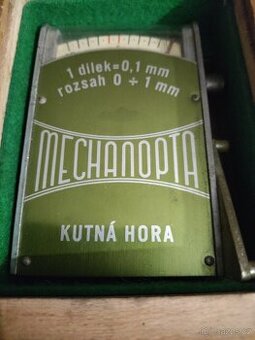 1 dílek=0,1 mm
rozsah 0 ÷ 1 mm
MECHANOPTA
KUTNÁ HORA